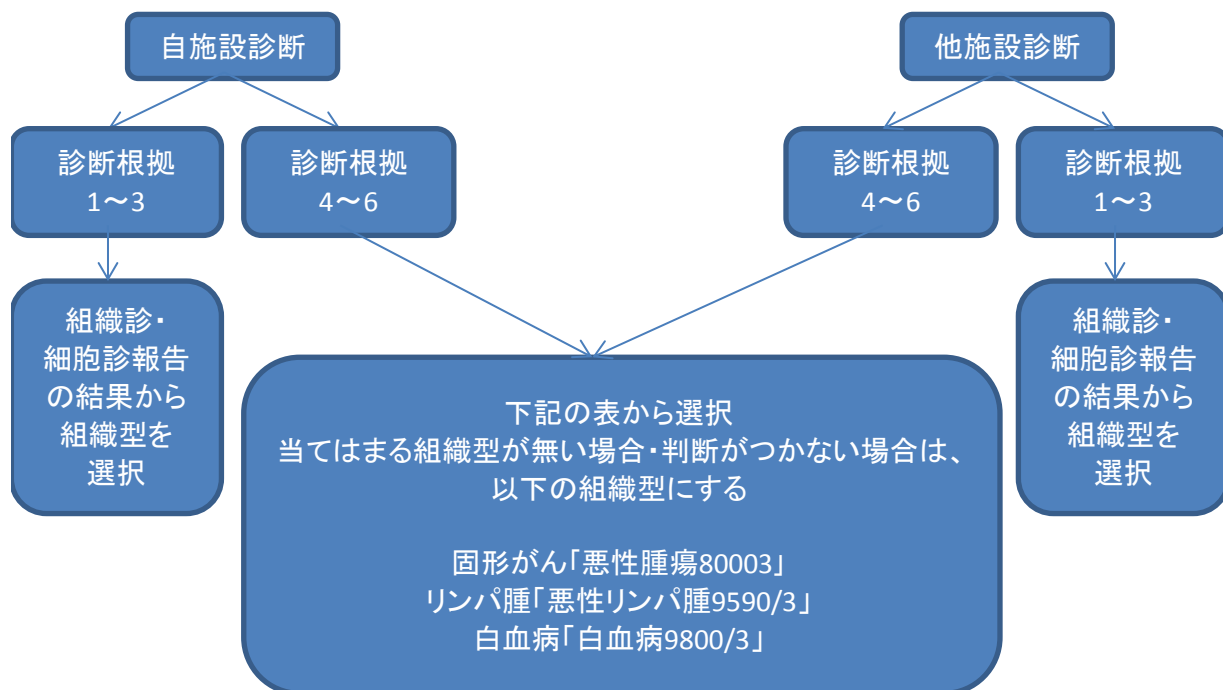 自施設診断
他施設診断
診断根拠
1～3
診断根拠
4～6
診断根拠
4～6
診断根拠
1～3
組織診・
細胞診報告
の結果から
組織型を
選択
下記の表から選択
当てはまる組織型が無い場合・判断がつかない場合は、
以下の組織型にする
固形がん「悪性腫瘍80003」
リンパ腫「悪性リンパ腫9590/3」
白血病「白血病9800/3」
組織診・
細胞診報告
の結果から
組織型を
選択